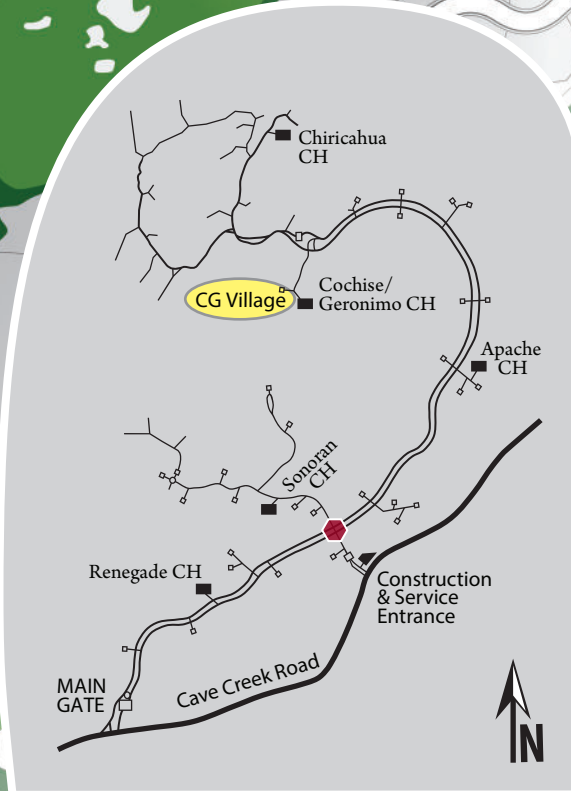 Chiricahua
CH
Cochise/
Geronimo CH
CG Village
Apache
CH
Sonoran
CH
Renegade CH
Construction
& Service
Entrance
MAIN
GATE
Cave Creek Road
N